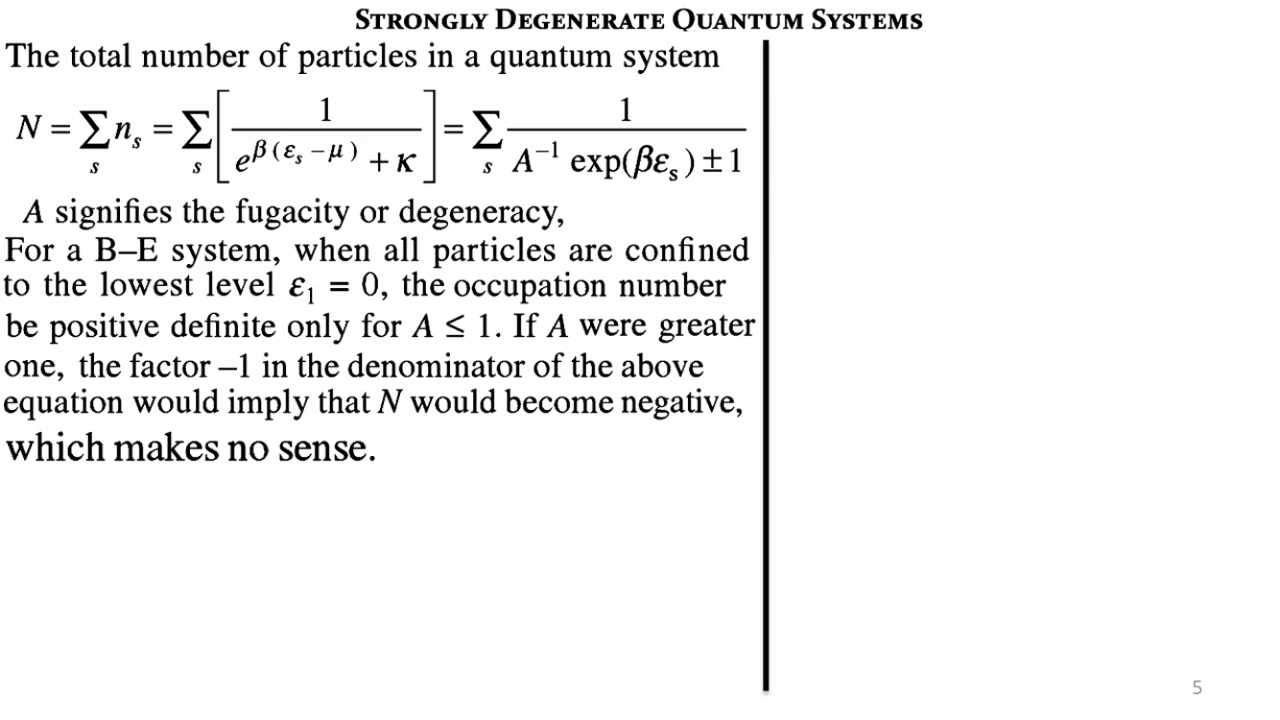 STRONGLY DEGENERATE QUANTUM SYSTEMS
The total number of particles in a quantum system
N = ∑_s n_s = ∑_s [ 1 / (e^{β(ε_s − μ)} + κ) ] = ∑_s 1 / (A^{−1} exp(βε_s) ± 1)
A signifies the fugacity or degeneracy,
For a B–E system, when all particles are confined
to the lowest level ε₁ = 0, the occupation number
be positive definite only for A ≤ 1. If A were greater
one, the factor –1 in the denominator of the above
equation would imply that N would become negative,
which makes no sense.
5